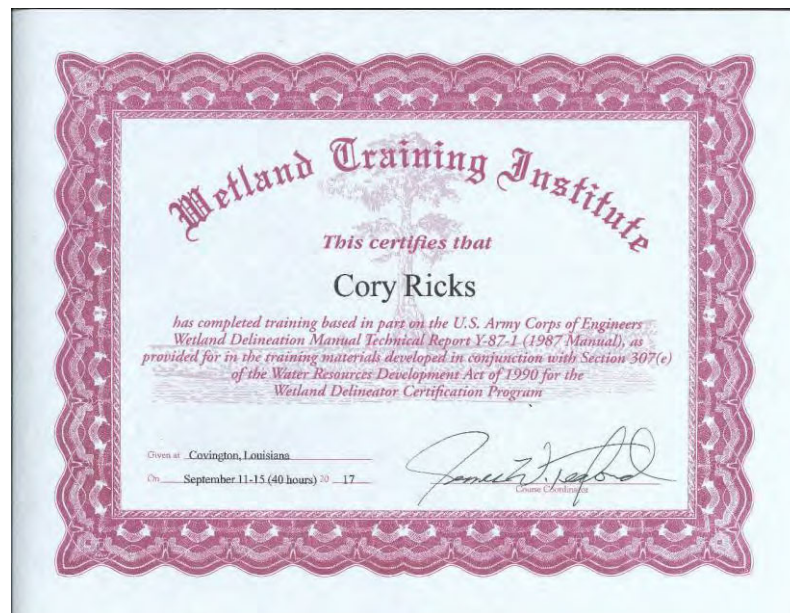 Wetland Training Institute
This certifies that
Cory Ricks
has completed training based in part on the U.S. Army Corps of Engineers
Wetland Delineation Manual Technical Report Y-87-1 (1987 Manual), as
provided for in the training materials developed in conjunction with Section 307(e)
of the Water Resources Development Act of 1990 for the
Wetland Delineator Certification Program
Given at Covington, Louisiana
On September 11-15 (40 hours) 20 17
Course Coordinator